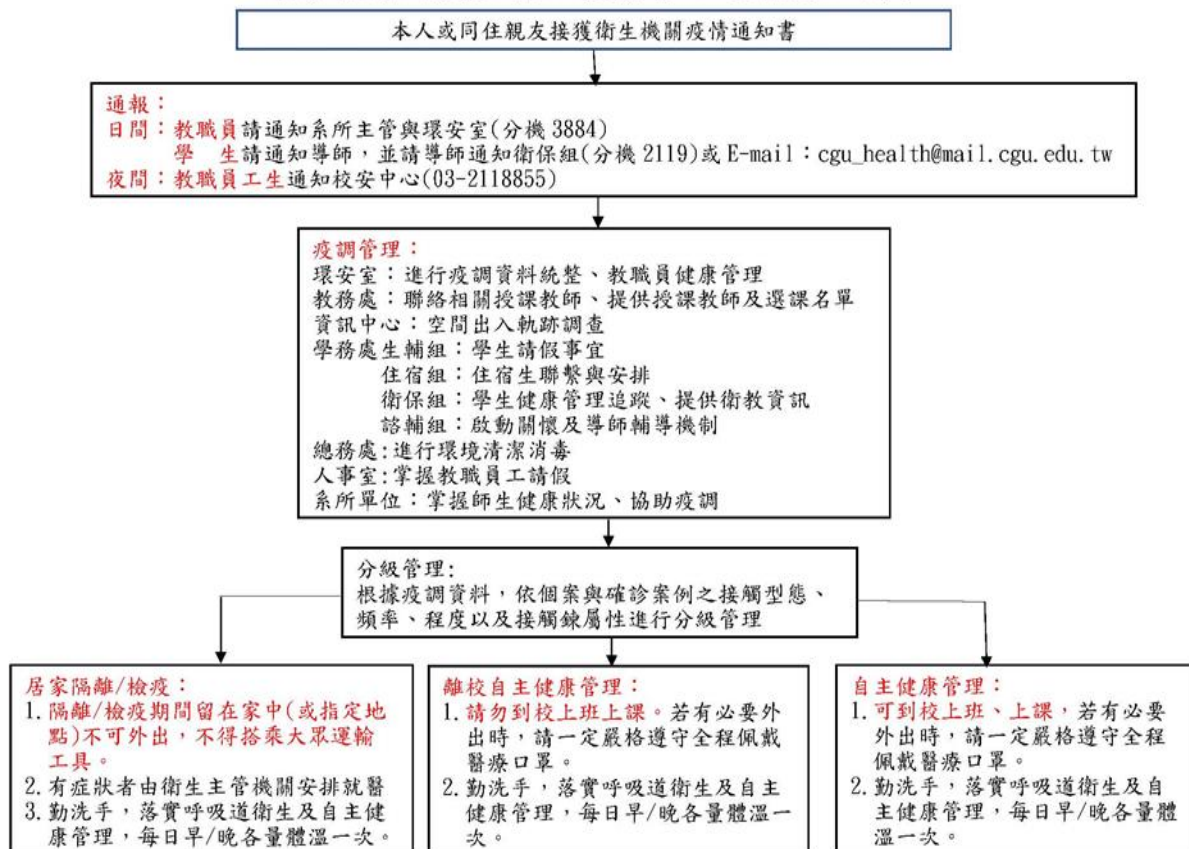 本人或同住親友接獲衛生機關疫情通知書
通報：
日間：教職員請通知系所主管與環安室(分機 3884)
學 生請通知導師，並請導師通知衛保組(分機 2119)或 E-mail：cgu_health@mail.cgu.edu.tw
夜間：教職員工生通知校安中心(03-2118855)
疫調管理：
環安室：進行疫調資料統整、教職員健康管理
教務處：聯絡相關授課教師、提供授課教師及選課名單
資訊中心：空間出入軌跡調查
學務處生輔組：學生請假事宜
住宿組：住宿生聯繫與安排
衛保組：學生健康管理追蹤、提供衛教資訊
諮輔組：啟動關懷及導師輔導機制
總務處:進行環境清潔消毒
人事室:掌握教職員工請假
系所單位：掌握師生健康狀況、協助疫調
分級管理:
根據疫調資料，依個案與確診案例之接觸型態、
頻率、程度以及接觸鍊屬性進行分級管理
居家隔離/檢疫：
1. 隔離/檢疫期間留在家中(或指定地
點)不可外出，不得搭乘大眾運輸
工具。
2. 有症狀者由衛生主管機關安排就醫
3. 勤洗手，落實呼吸道衛生及自主健
康管理，每日早/晚各量體溫一次。
離校自主健康管理：
1. 請勿到校上班上課。若有必要外
出時，請一定嚴格遵守全程佩戴
醫療口罩。
2. 勤洗手，落實呼吸道衛生及自主
健康管理，每日早/晚各量體溫一
次。
自主健康管理：
1. 可到校上班、上課，若有必要
外出時，請一定嚴格遵守全程
佩戴醫療口罩。
2. 勤洗手，落實呼吸道衛生及自
主健康管理，每日早/晚各量體
溫一次。